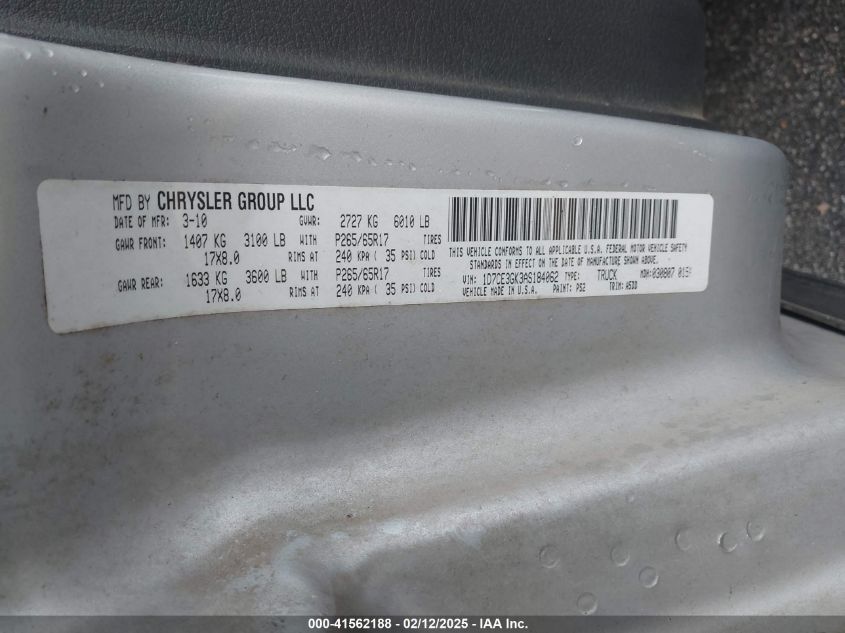 MFD BY CHRYSLER GROUP LLC
DATE OF MFR: 3-10 GVWR: 2727 KG 6010 LB
GAWR FRONT: 1407 KG 3100 LB WITH P265/65R17 TIRES
17X8.0 RIMS AT 240 KPA ( 35 PSI) COLD
GAWR REAR: 1633 KG 3600 LB WITH P265/65R17 TIRES
17X8.0 RIMS AT 240 KPA ( 35 PSI) COLD
THIS VEHICLE CONFORMS TO ALL APPLICABLE U.S.A. FEDERAL MOTOR VEHICLE SAFETY
STANDARDS IN EFFECT ON THE DATE OF MANUFACTURE SHOWN ABOVE.
VIN: 1D7CE3GK3AS184062 TYPE: TRUCK MDH: 030807
VEHICLE MADE IN U.S.A. PAINT: PS2 TRIM: A5DD
000-41562188 - 02/12/2025 - IAA Inc.